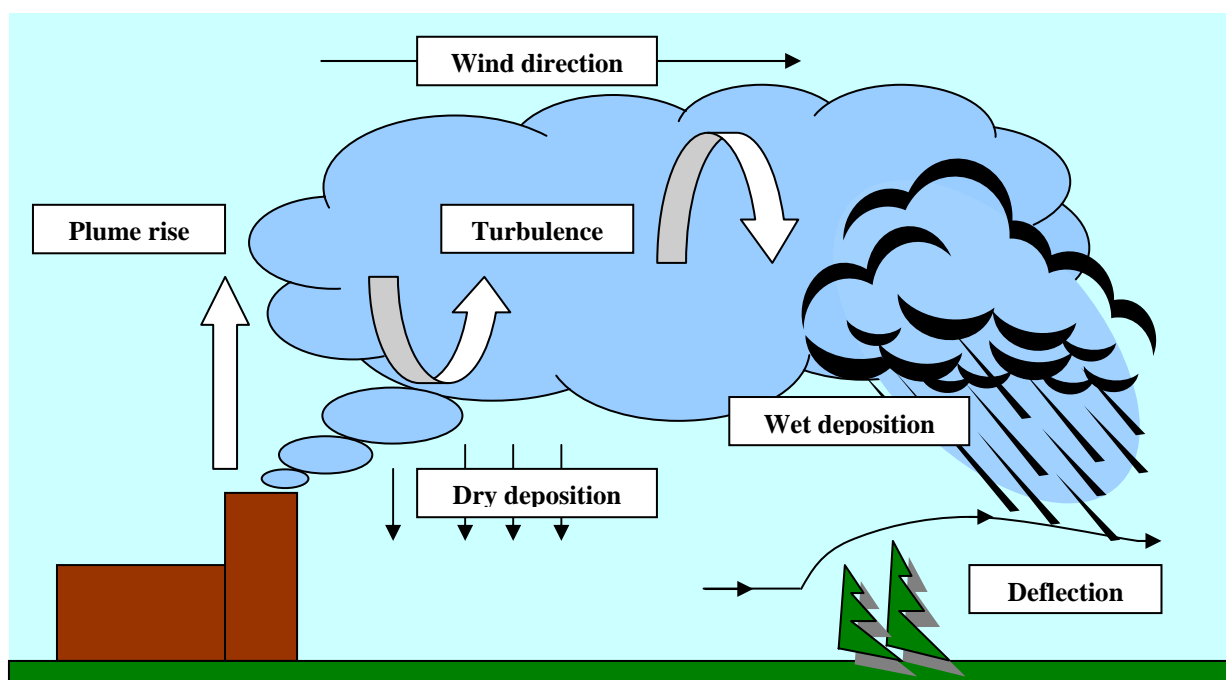 Wind direction
Plume rise
Turbulence
Wet deposition
Dry deposition
Deflection